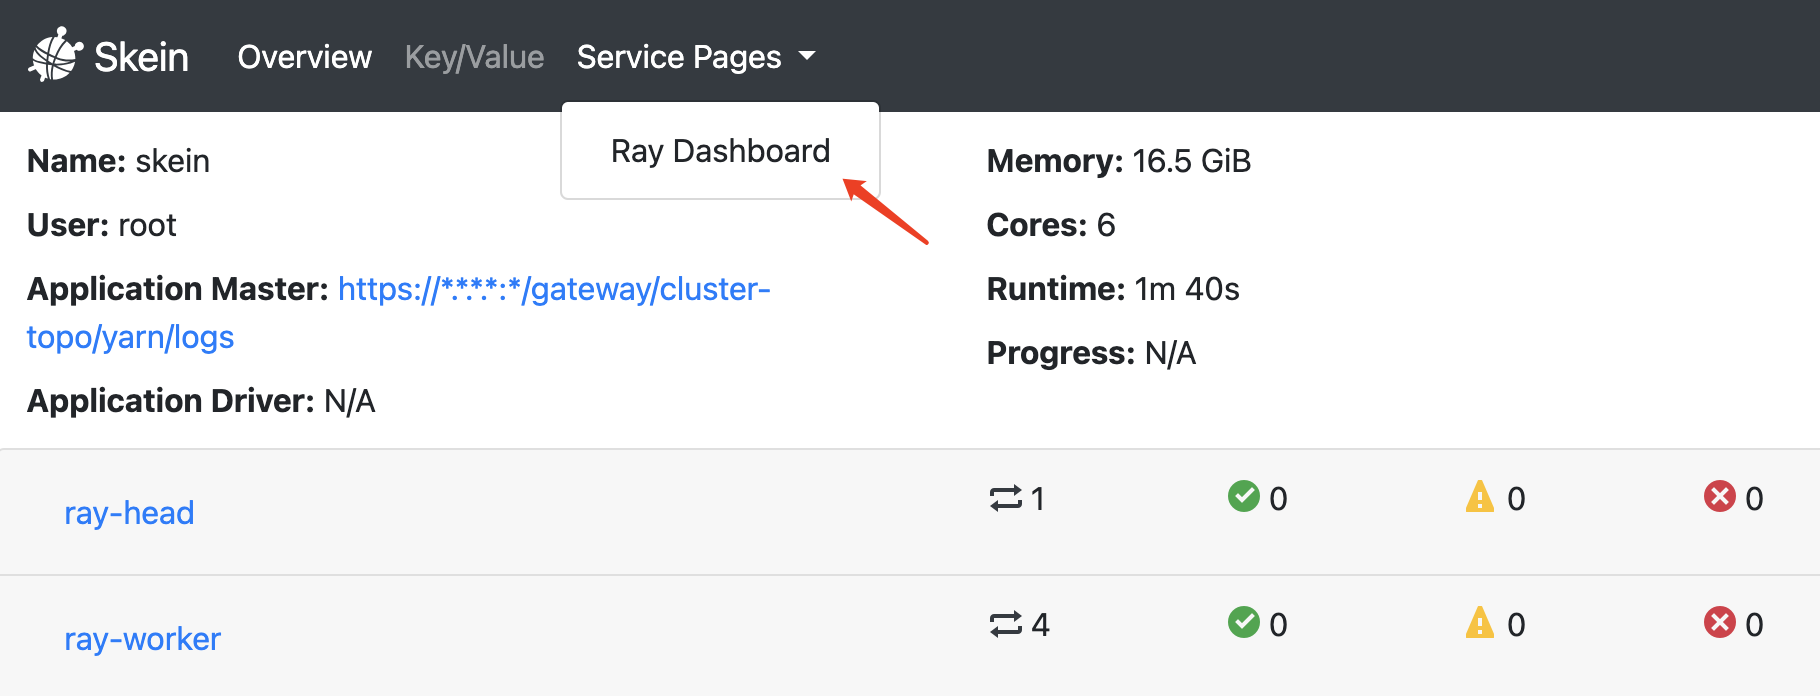 Skein Overview Key/Value Service Pages
Ray Dashboard
Name: skein
User: root
Application Master: https://*.*.*.*:*/gateway/cluster-
topo/yarn/logs
Application Driver: N/A
Memory: 16.5 GiB
Cores: 6
Runtime: 1m 40s
Progress: N/A
ray-head 1 0 0 0
ray-worker 4 0 0 0